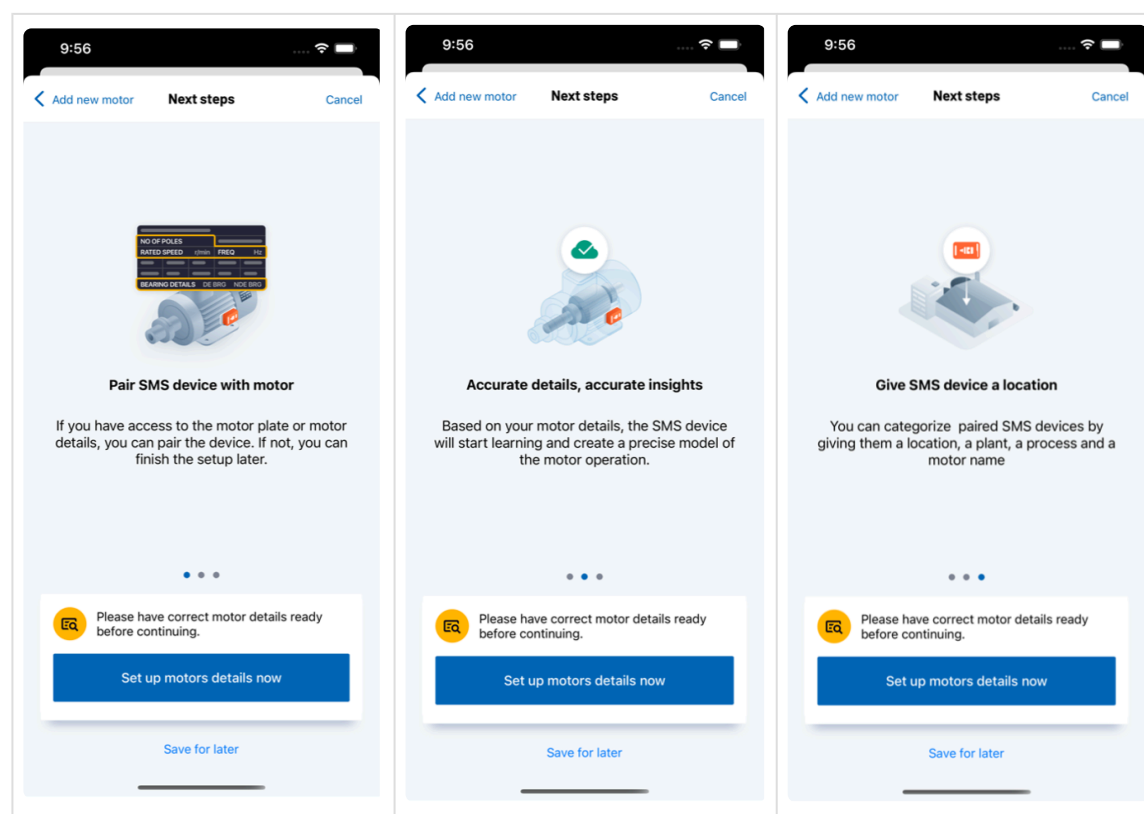 9:56
Add new motor
Next steps
Cancel
NO OF POLES
RATED SPEED r/min FREQ Hz
BEARING DETAILS DE BRG NDE BRG
Pair SMS device with motor
If you have access to the motor plate or motor
details, you can pair the device. If not, you can
finish the setup later.
Please have correct motor details ready
before continuing.
Set up motors details now
Save for later
9:56
Add new motor
Next steps
Cancel
Accurate details, accurate insights
Based on your motor details, the SMS device
will start learning and create a precise model of
the motor operation.
Please have correct motor details ready
before continuing.
Set up motors details now
Save for later
9:56
Add new motor
Next steps
Cancel
Give SMS device a location
You can categorize  paired SMS devices by
giving them a location, a plant, a process and a
motor name
Please have correct motor details ready
before continuing.
Set up motors details now
Save for later